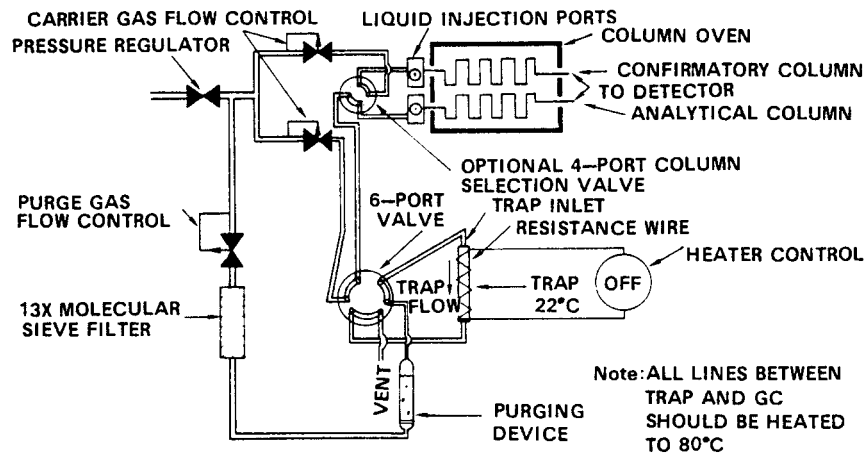 CARRIER GAS FLOW CONTROL
PRESSURE REGULATOR
LIQUID INJECTION PORTS
COLUMN OVEN
CONFIRMATORY COLUMN
TO DETECTOR
ANALYTICAL COLUMN
OPTIONAL 4-PORT COLUMN
SELECTION VALVE
PURGE GAS
FLOW CONTROL
6-PORT
VALVE
TRAP INLET
RESISTANCE WIRE
HEATER CONTROL
TRAP
FLOW
TRAP
22°C
OFF
13X MOLECULAR
SIEVE FILTER
VENT
PURGING
DEVICE
Note:ALL LINES BETWEEN
TRAP AND GC
SHOULD BE HEATED
TO 80°C